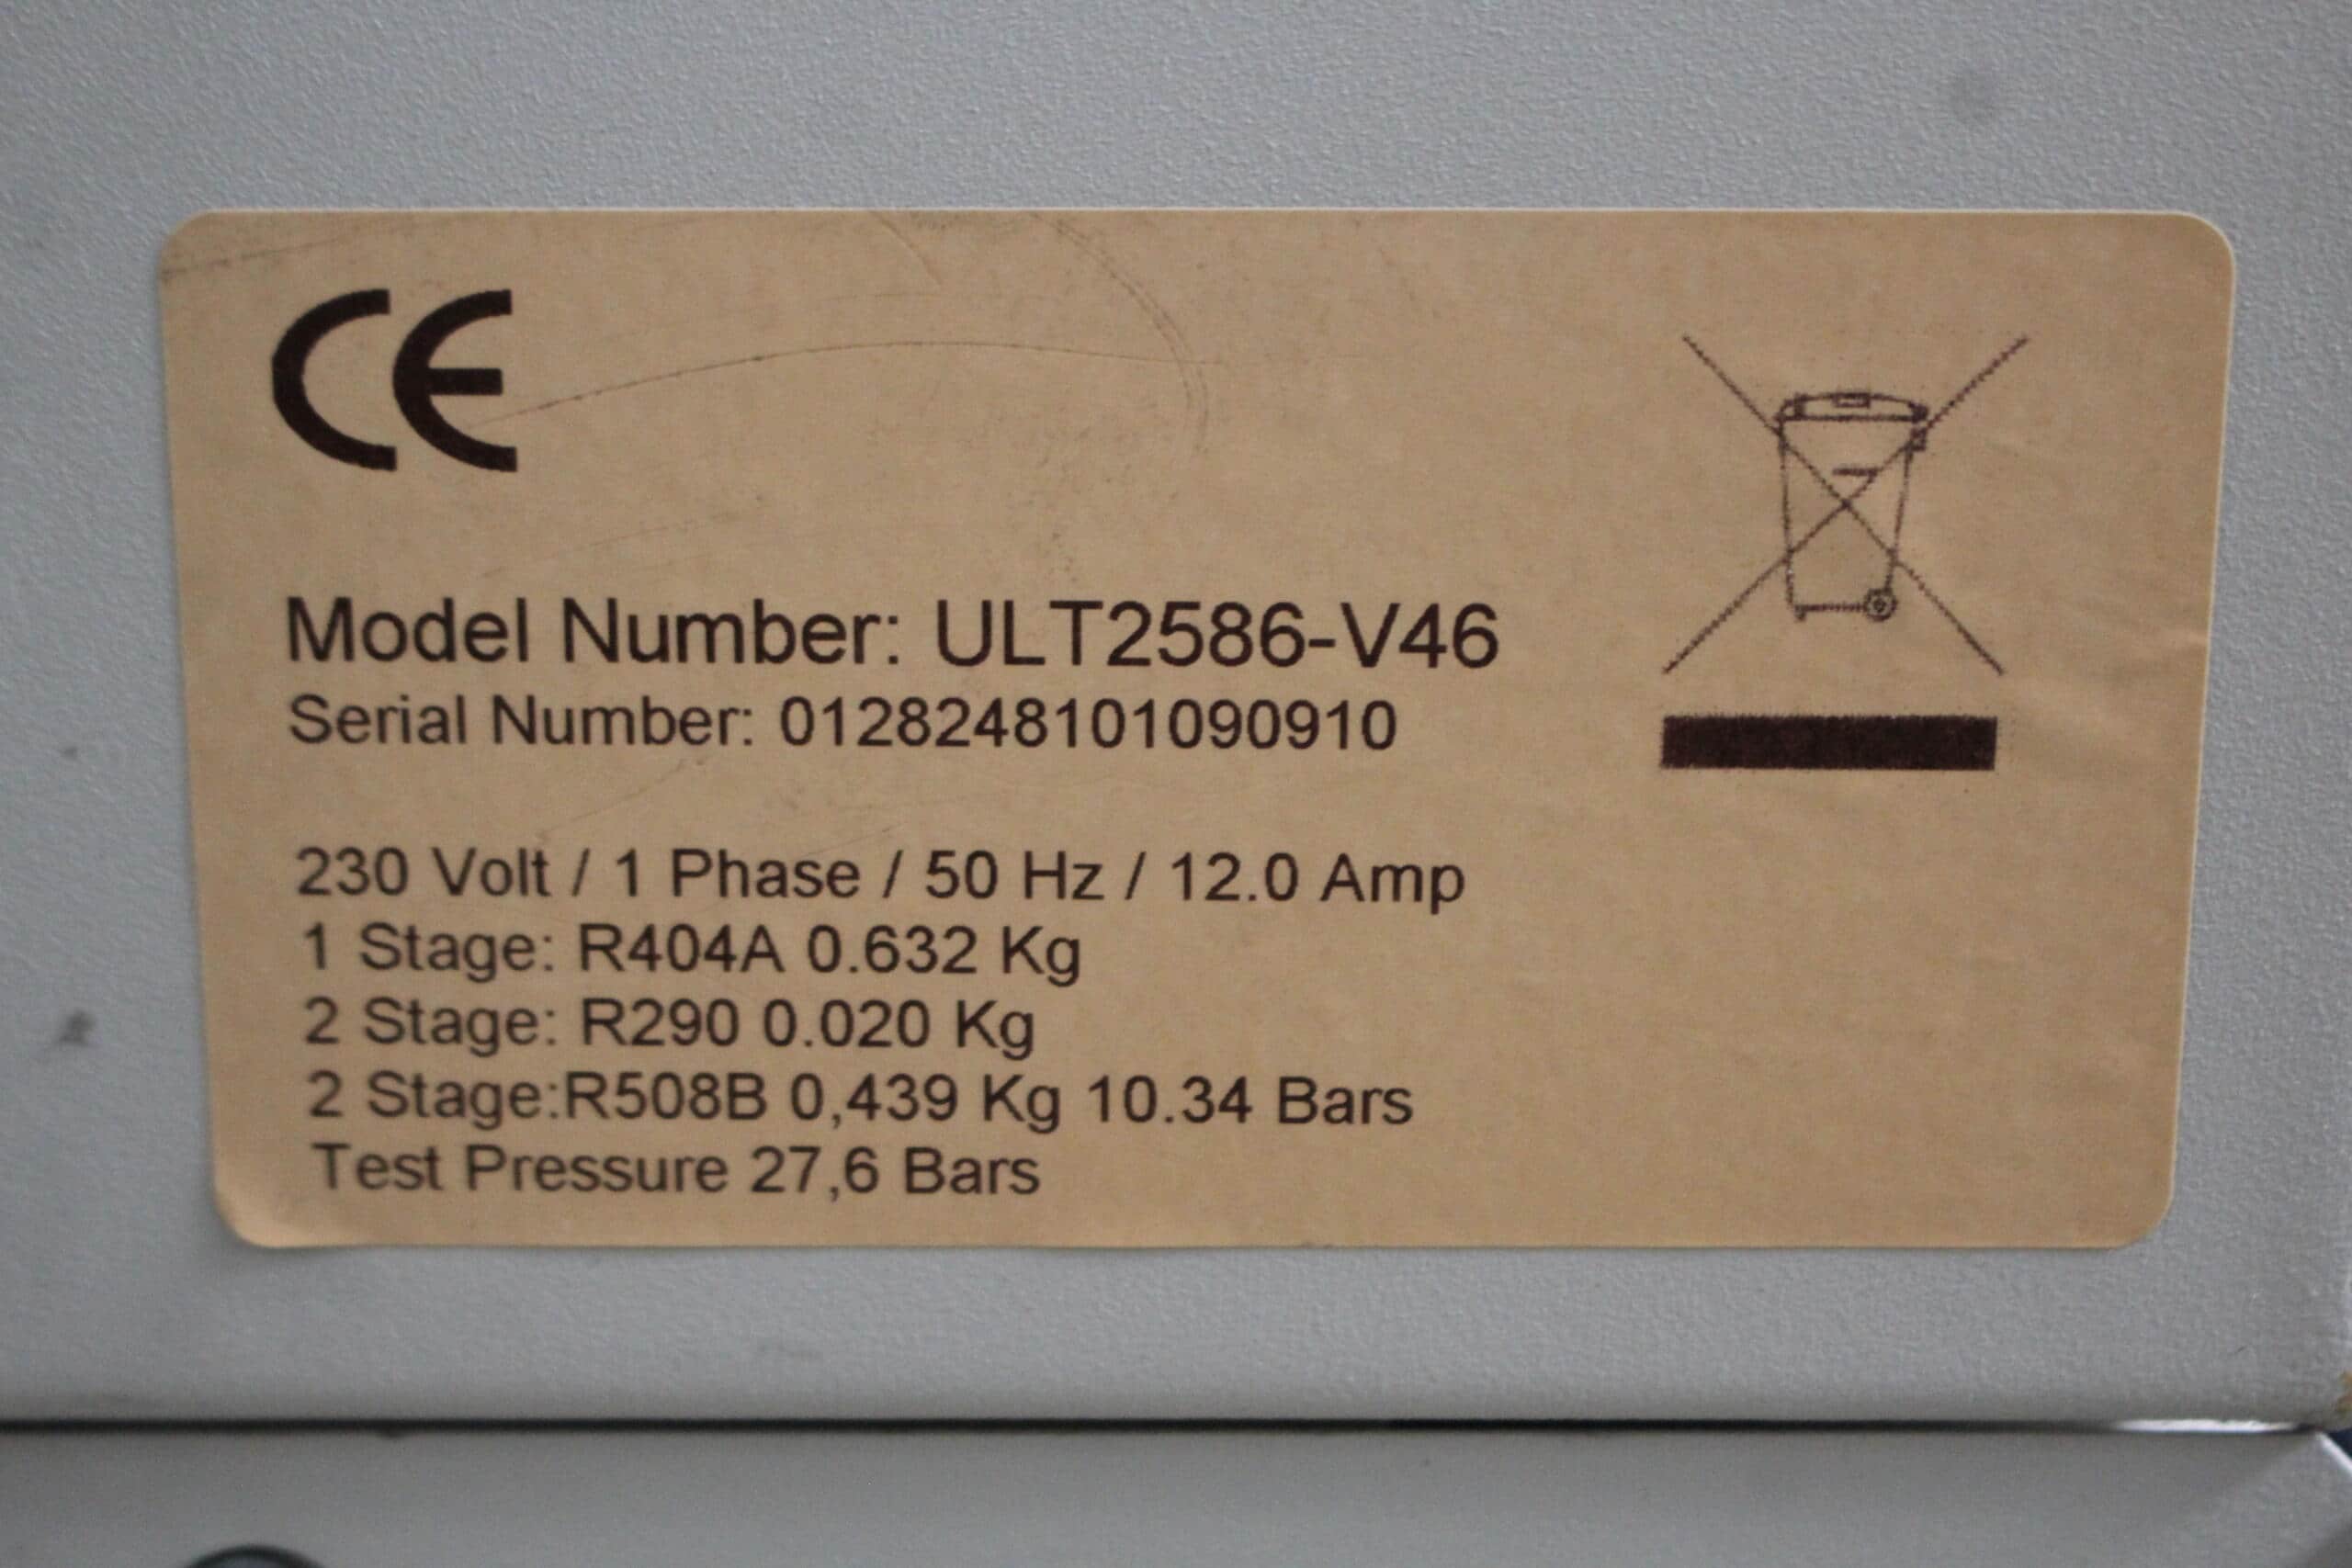 CE
Model Number: ULT2586-V46
Serial Number: 0128248101090910
230 Volt / 1 Phase / 50 Hz / 12.0 Amp
1 Stage: R404A 0.632 Kg
2 Stage: R290 0.020 Kg
2 Stage:R508B 0,439 Kg 10.34 Bars
Test Pressure 27,6 Bars